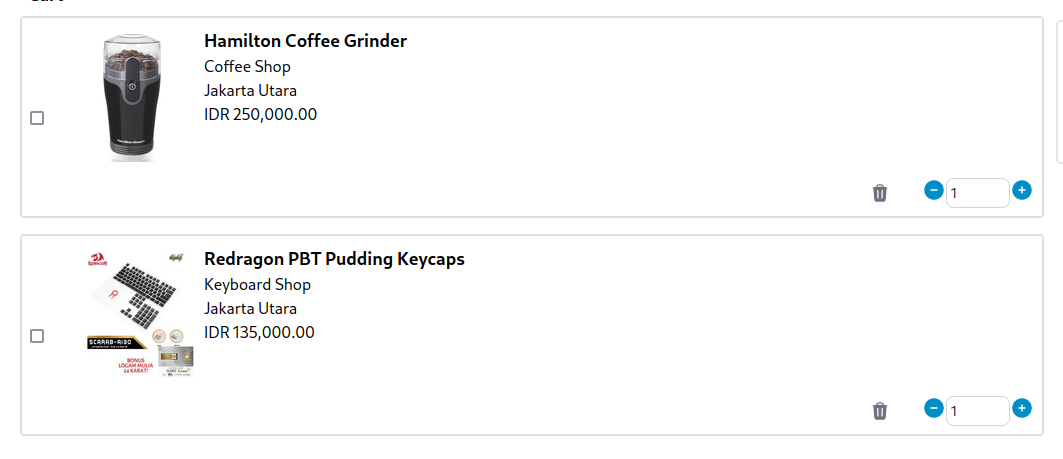 Hamilton Coffee Grinder
Coffee Shop
Jakarta Utara
IDR 250,000.00
1
Redragon PBT Pudding Keycaps
Keyboard Shop
Jakarta Utara
IDR 135,000.00
REDRAGON
SCARAB-A130
BONUS
LOGAM MULIA
24 KARAT!
1